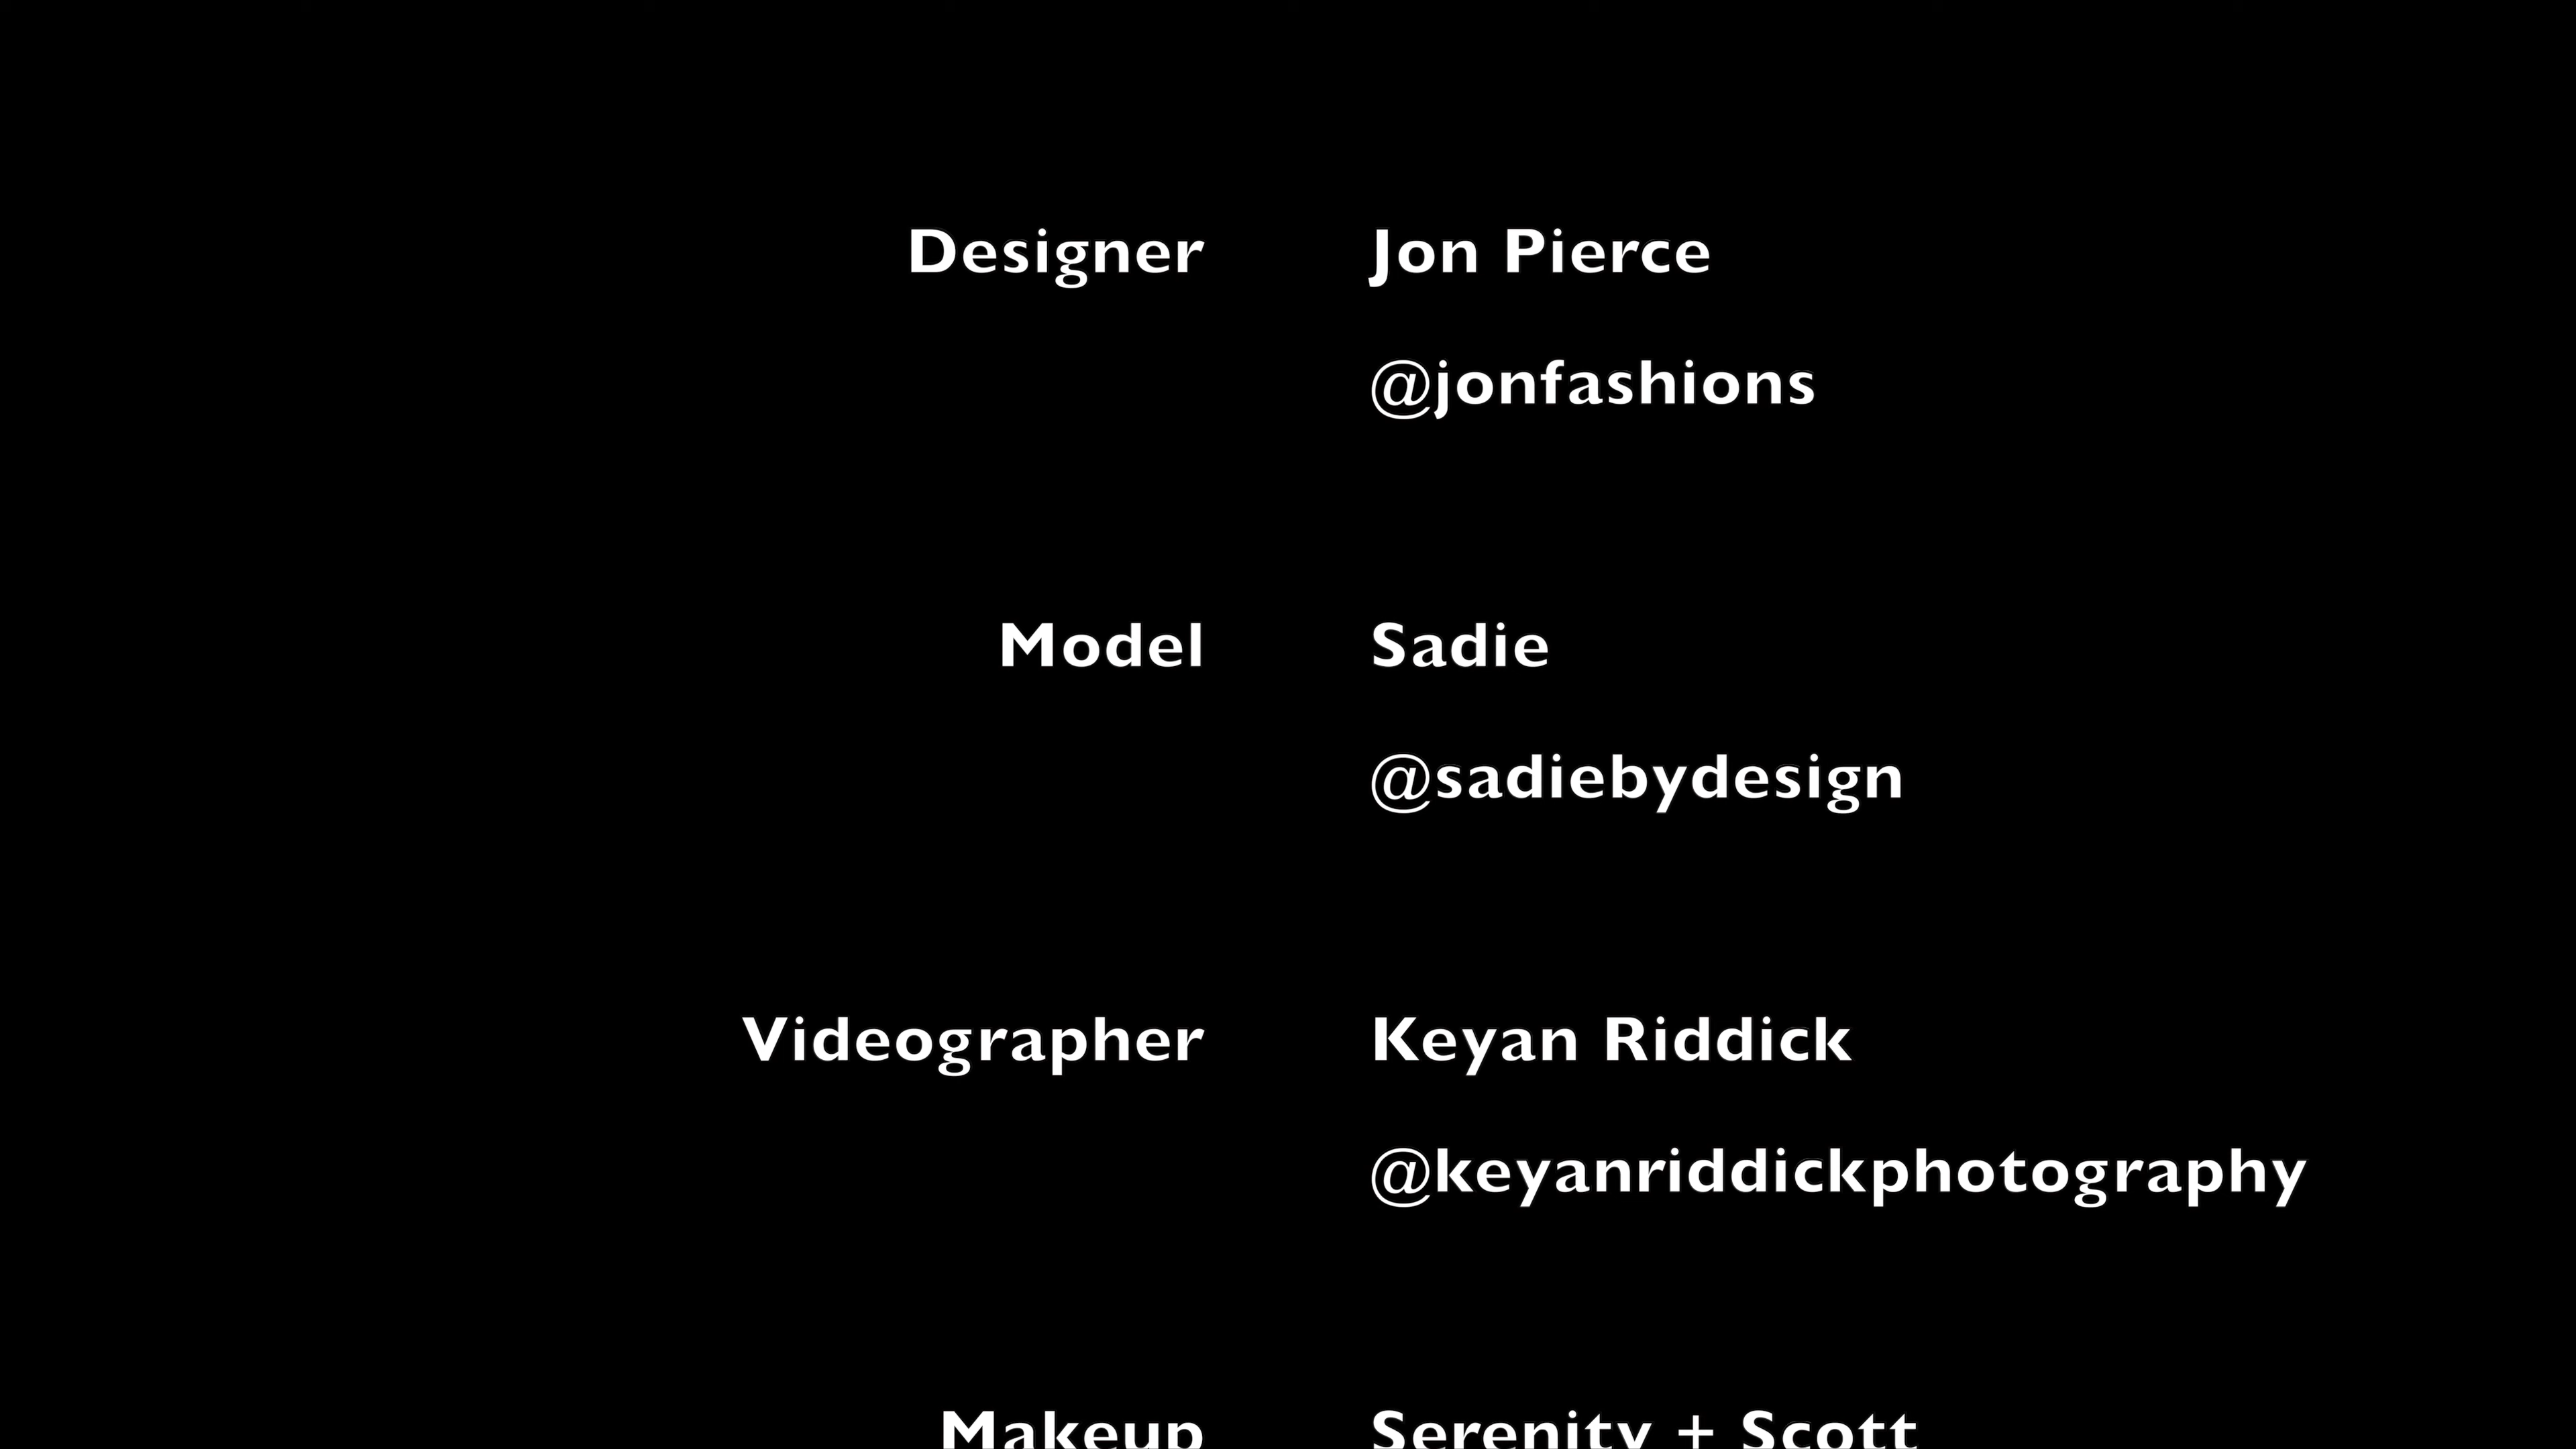 Designer Jon Pierce
@jonfashions
Model Sadie
@sadiebydesign
Videographer Keyan Riddick
@keyanriddickphotography
Makeup Serenity + Scott